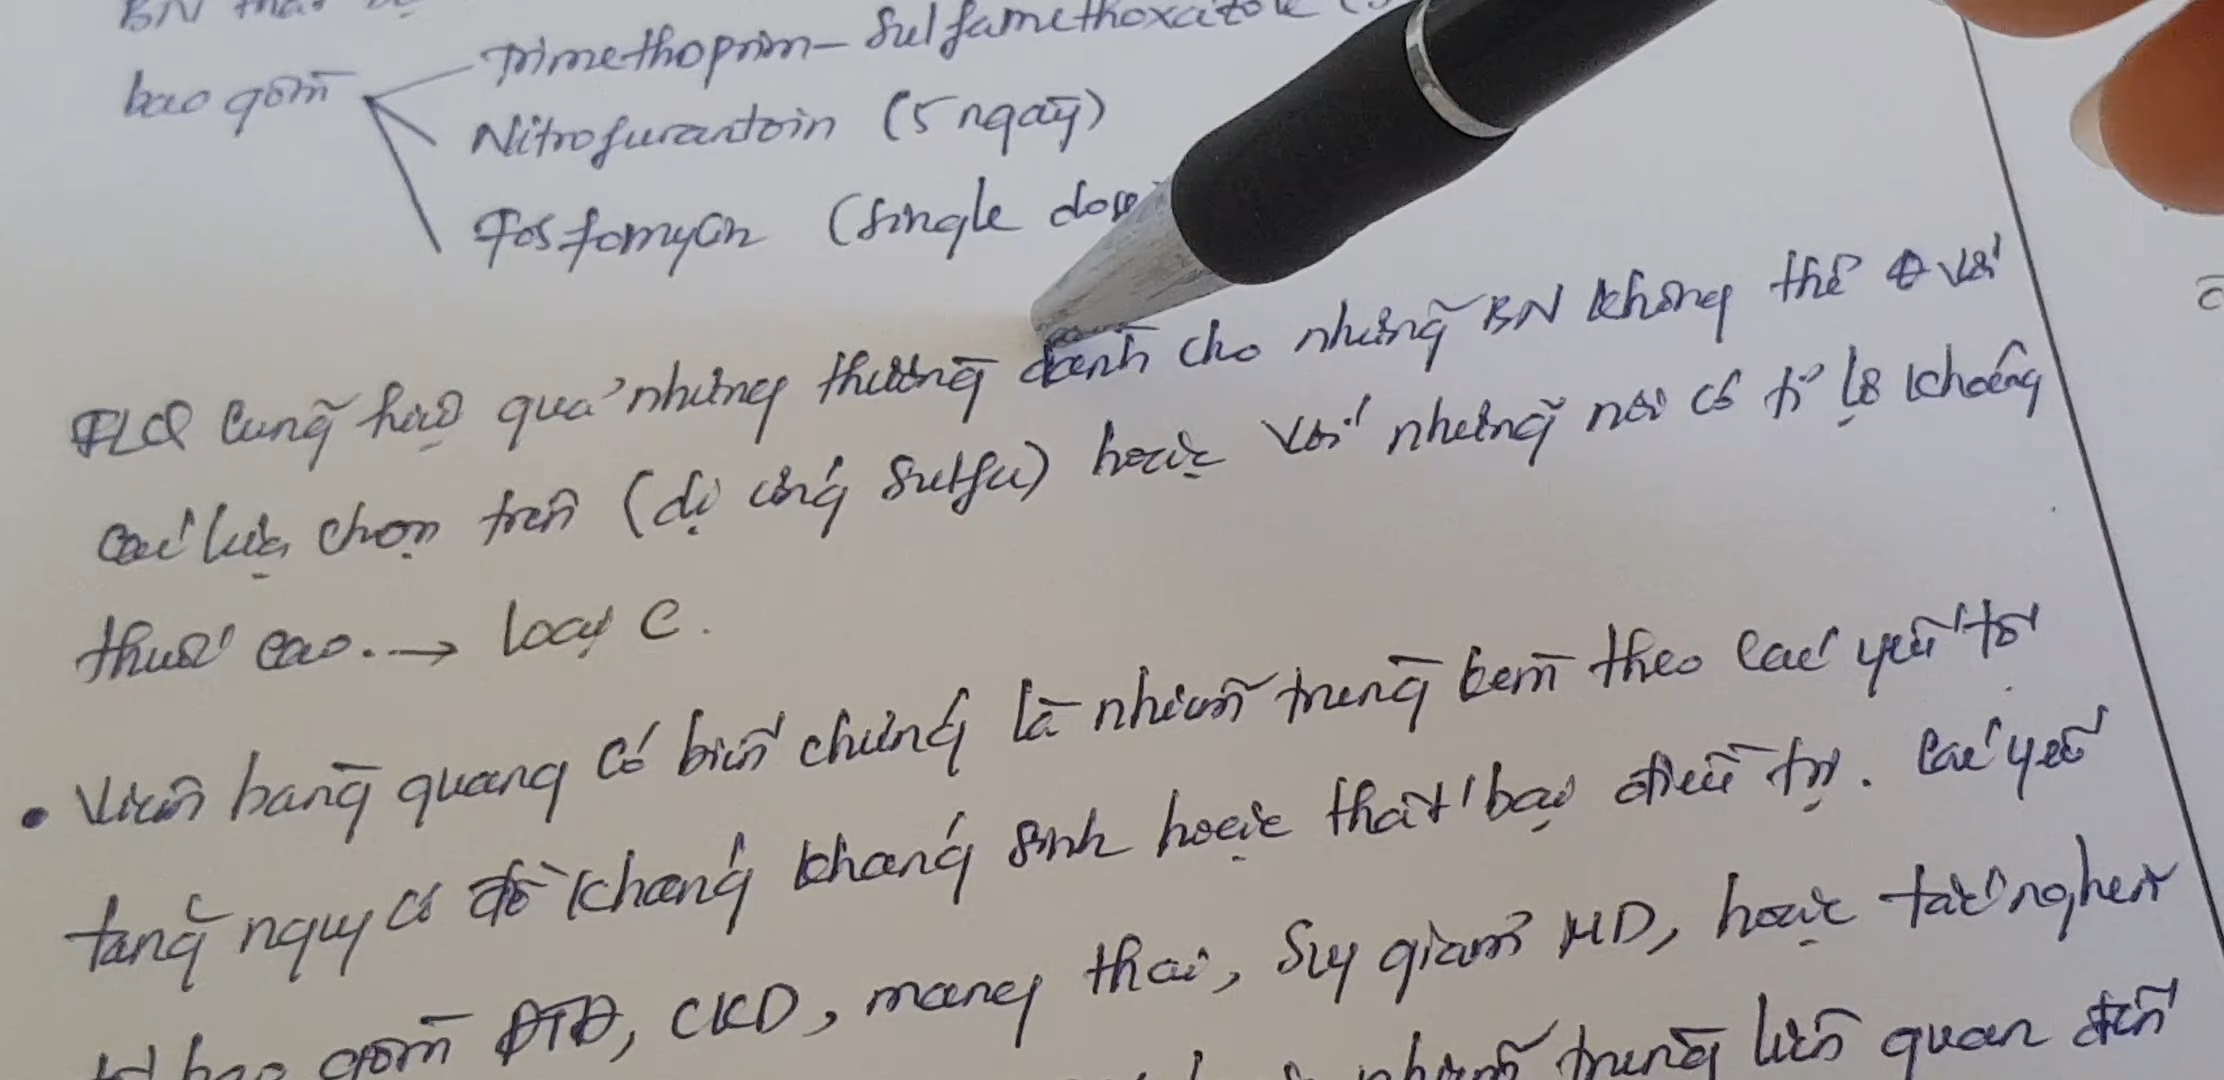 BN
Trimethoprim - Sulfamethoxazole (
bao gồm
Nitrofurantoin (5 ngày)
Fosfomycin (Single dose
FLQ cũng hiệu quả nhưng thường dành cho những BN không thể với
các lựa chọn trên (dị ứng Sulfa) hoặc với những nơi có tỉ lệ kháng
thuốc cao. → loại C.
• Viêm bàng quang có biến chứng là nhiễm trùng kèm theo các yếu tố
tăng nguy cơ đề kháng kháng sinh hoặc thất bại điều trị. Các yếu
tố bao gồm ĐTĐ, CKD, mang thai, Suy giảm MD, hoặc tắc nghẽn
nhiễm trùng liên quan đến